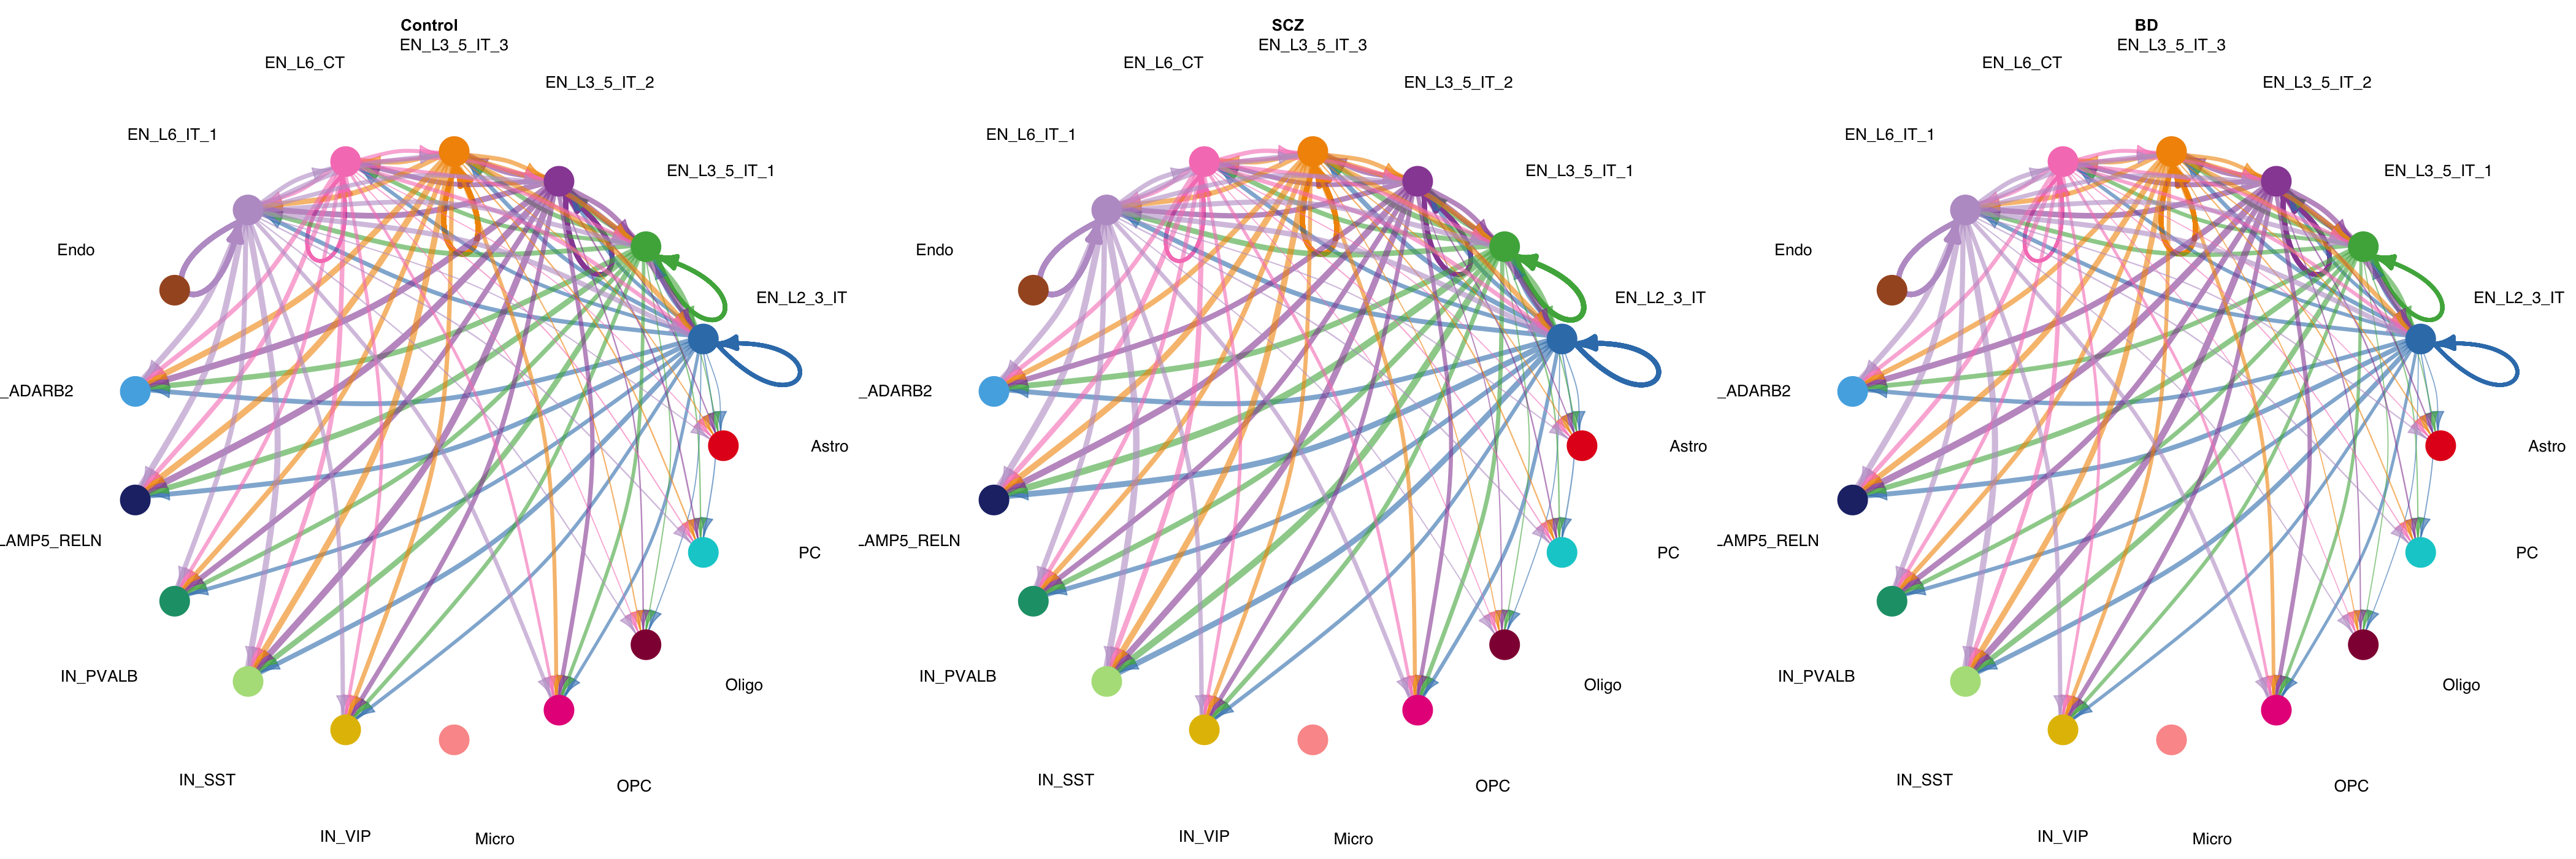 Control
EN_L3_5_IT_3
EN_L6_CT
EN_L3_5_IT_2
EN_L6_IT_1
EN_L3_5_IT_1
Endo
EN_L2_3_IT
_ADARB2
Astro
LAMP5_RELN
PC
IN_PVALB
Oligo
IN_SST
OPC
IN_VIP
Micro
SCZ
EN_L3_5_IT_3
EN_L6_CT
EN_L3_5_IT_2
EN_L6_IT_1
EN_L3_5_IT_1
Endo
EN_L2_3_IT
_ADARB2
Astro
_AMP5_RELN
PC
IN_PVALB
Oligo
IN_SST
OPC
IN_VIP
Micro
BD
EN_L3_5_IT_3
EN_L6_CT
EN_L3_5_IT_2
EN_L6_IT_1
EN_L3_5_IT_1
Endo
EN_L2_3_IT
_ADARB2
Astro
_AMP5_RELN
PC
IN_PVALB
Oligo
IN_SST
OPC
IN_VIP
Micro